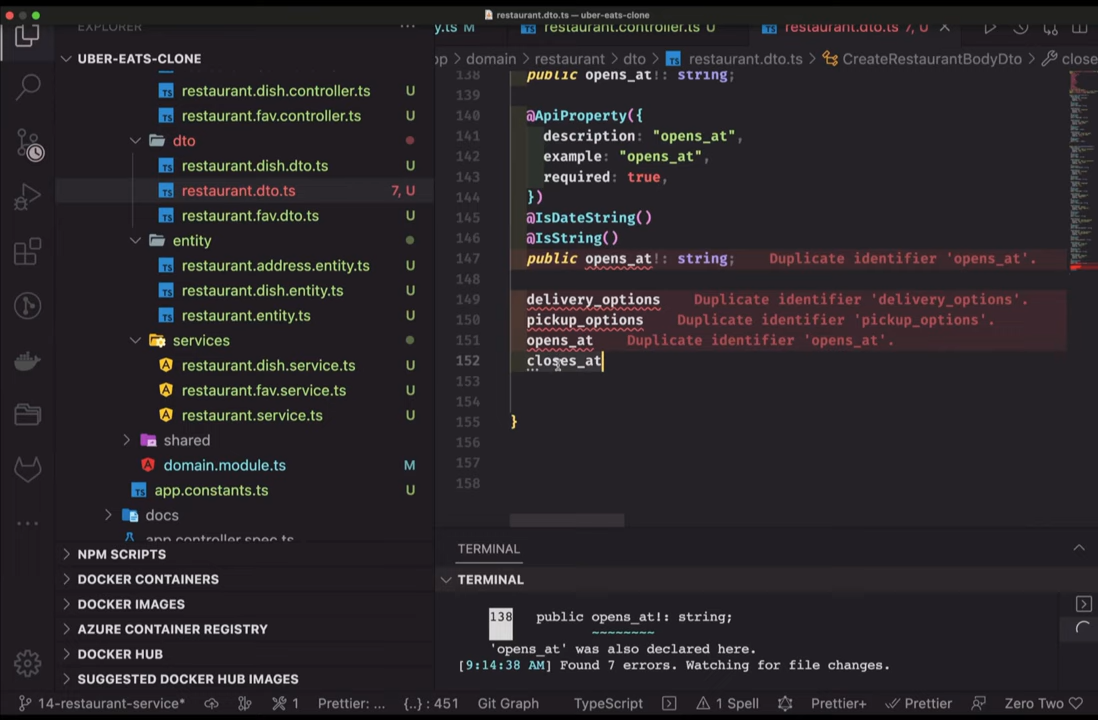 restaurant.dto.ts — uber-eats-clone
EXPLORER
UBER-EATS-CLONE
restaurant.dish.controller.ts U
restaurant.fav.controller.ts U
dto
restaurant.dish.dto.ts U
restaurant.dto.ts 7, U
restaurant.fav.dto.ts U
entity
restaurant.address.entity.ts U
restaurant.dish.entity.ts U
restaurant.entity.ts U
services
restaurant.dish.service.ts U
restaurant.fav.service.ts U
restaurant.service.ts U
shared
domain.module.ts M
app.constants.ts U
docs
app.controller.spec.ts
NPM SCRIPTS
DOCKER CONTAINERS
DOCKER IMAGES
AZURE CONTAINER REGISTRY
DOCKER HUB
SUGGESTED DOCKER HUB IMAGES
y.ts M restaurant.controller.ts U restaurant.dto.ts 7, U
op > domain > restaurant > dto > restaurant.dto.ts > CreateRestaurantBodyDto > close
138 public opens_at!: string;
139
140 @ApiProperty({
141 description: "opens_at",
142 example: "opens_at",
143 required: true,
144 })
145 @IsDateString()
146 @IsString()
147 public opens_at!: string; Duplicate identifier 'opens_at'.
148
149 delivery_options Duplicate identifier 'delivery_options'.
150 pickup_options Duplicate identifier 'pickup_options'.
151 opens_at Duplicate identifier 'opens_at'.
152 closes_at
153
154
155 }
156
157
158
TERMINAL
TERMINAL
138 public opens_at!: string;
~~~~~~~~
'opens_at' was also declared here.
[9:14:38 AM] Found 7 errors. Watching for file changes.
14-restaurant-service* 1 Prettier: ... {..} : 451 Git Graph TypeScript 1 Spell Prettier+ Prettier Zero Two